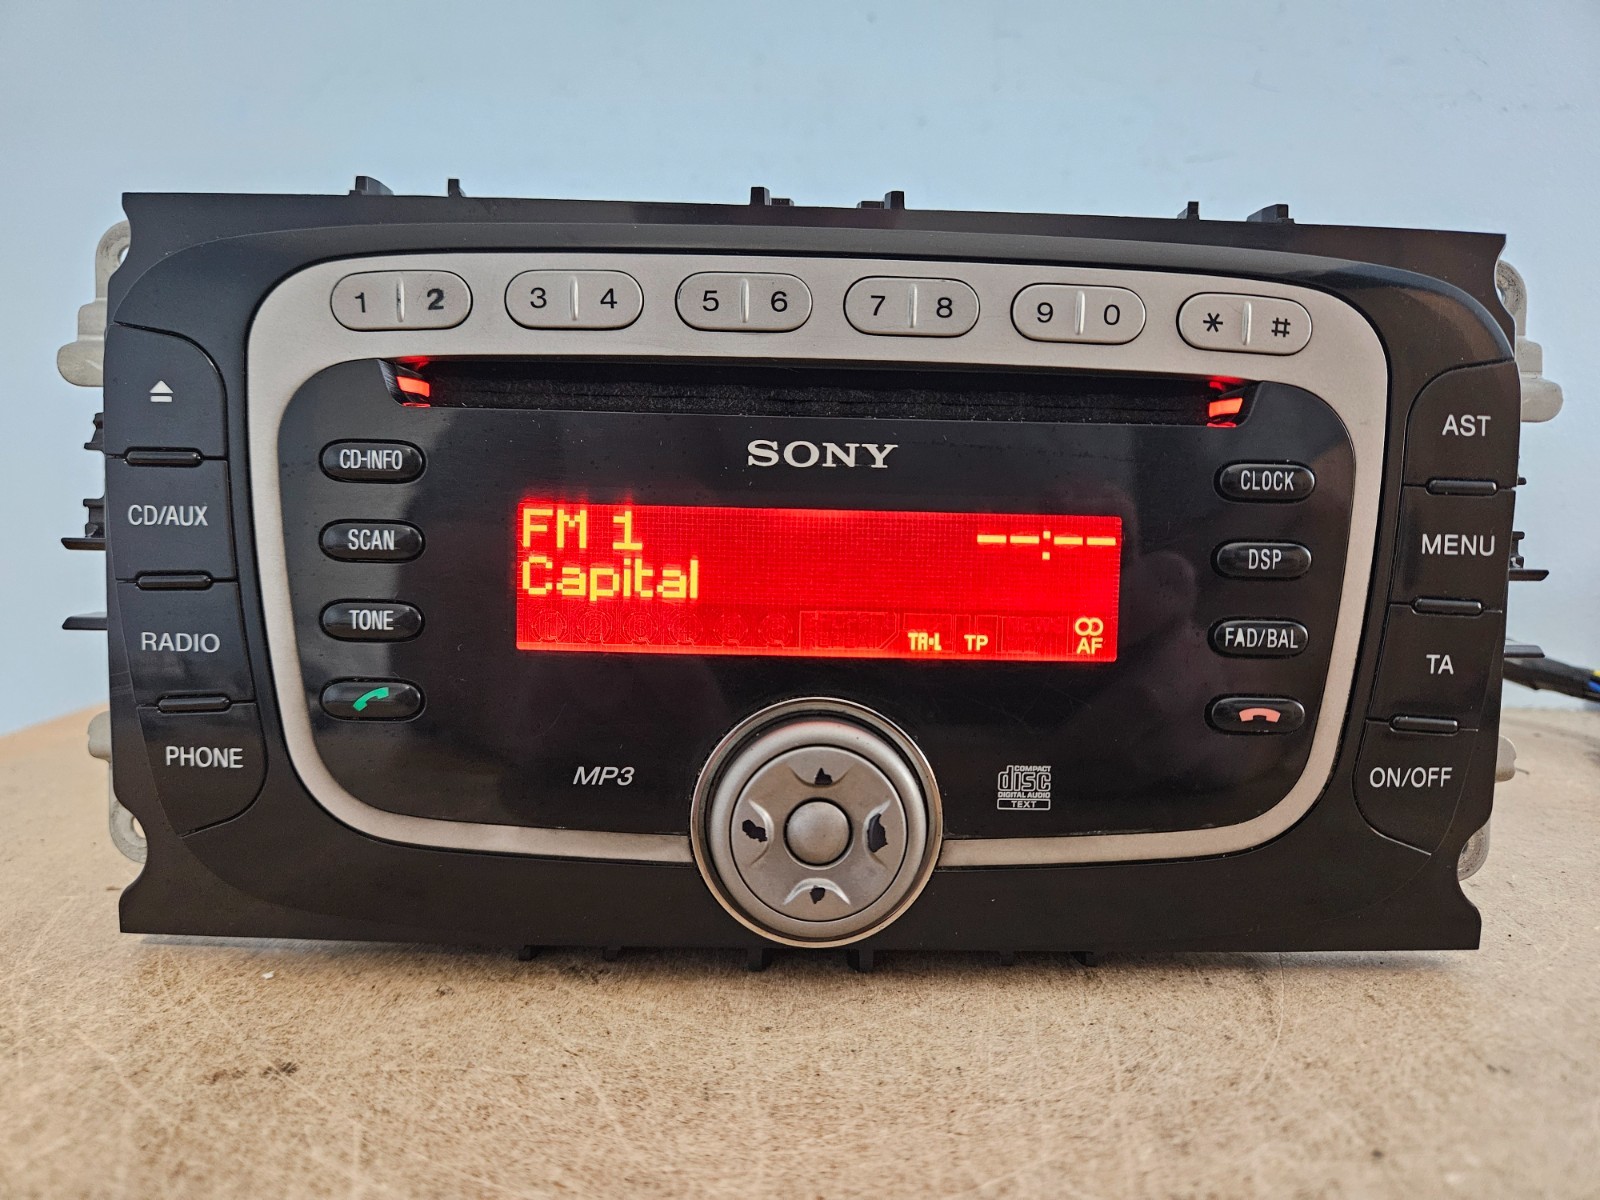 1 2 3 4 5 6 7 8 9 0 * #
SONY
CD-INFO
SCAN
TONE
FM 1 --:--
Capital
TP
AF
CLOCK
DSP
FAD/BAL
CD/AUX
RADIO
PHONE
AST
MENU
TA
ON/OFF
MP3
COMPACT
disc
DIGITAL AUDIO
TEXT